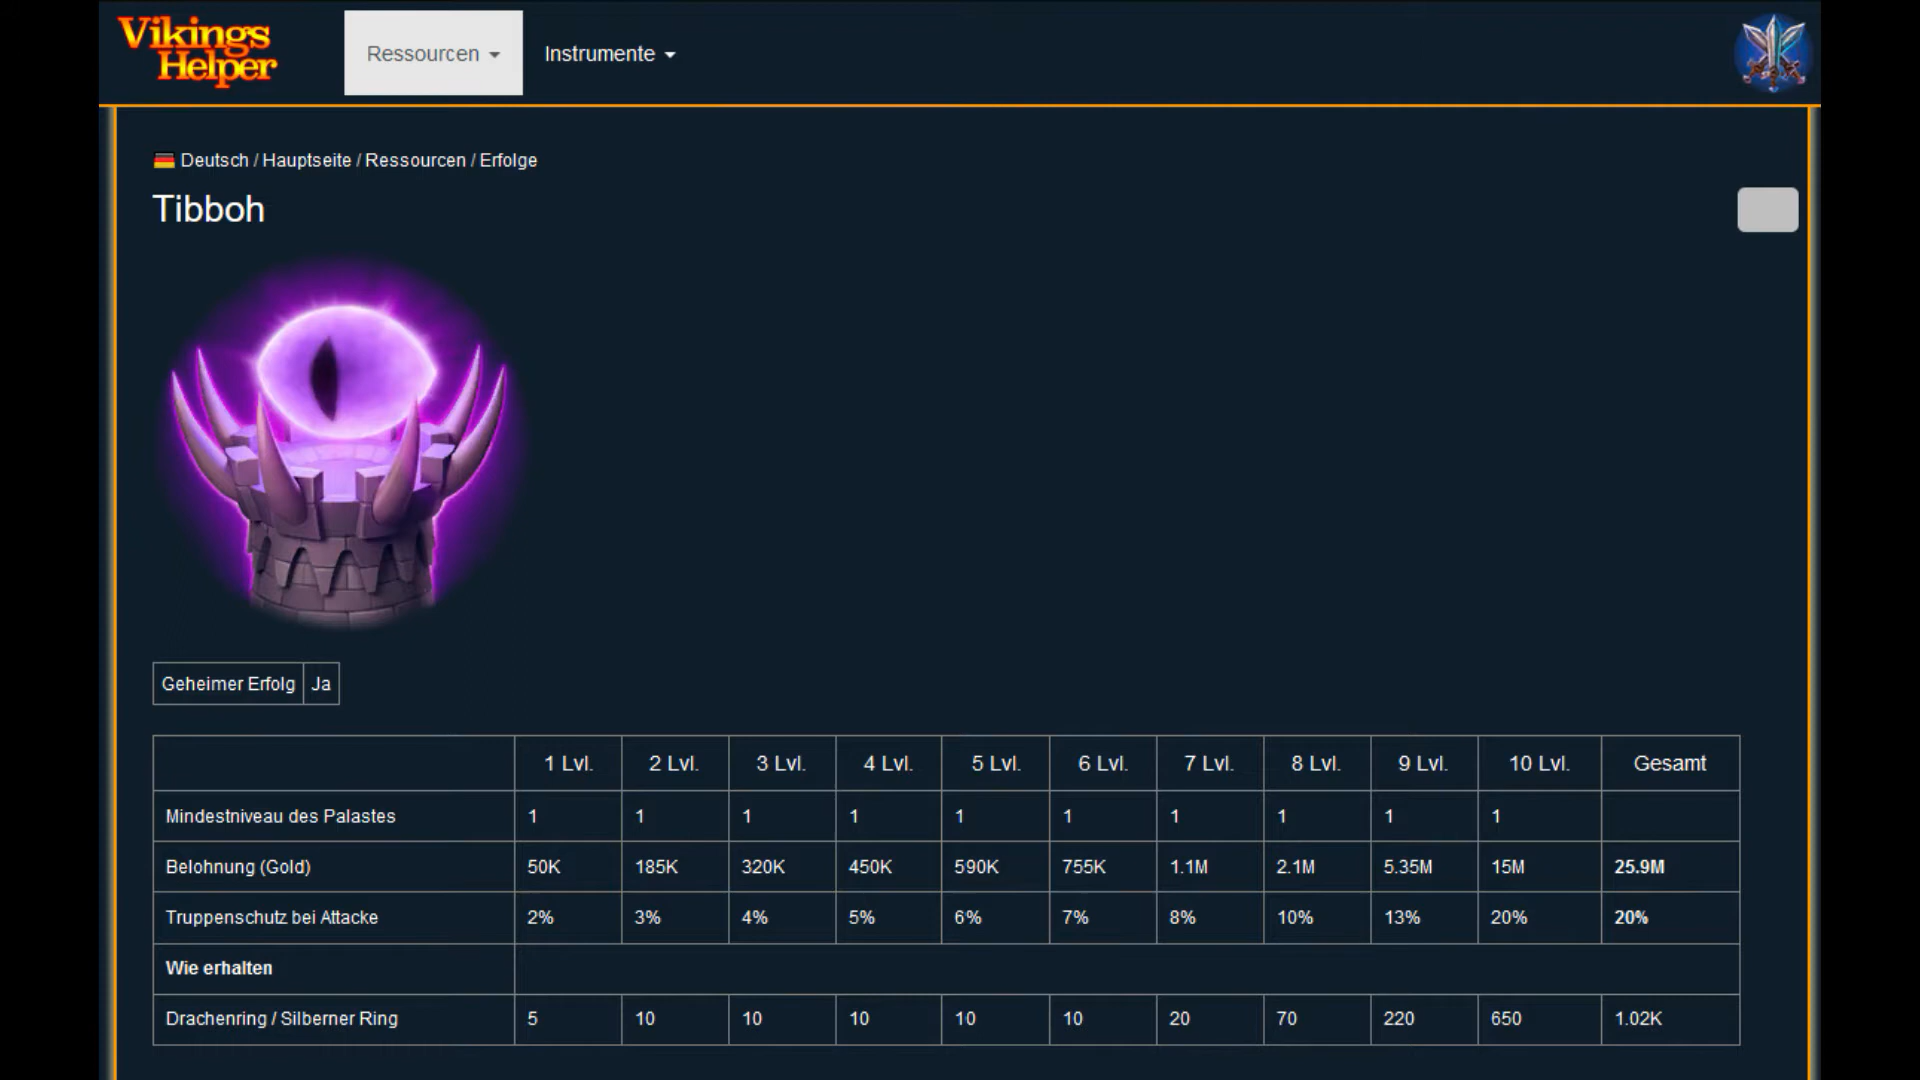 Vikings
Helper
Ressourcen Instrumente
Deutsch / Hauptseite / Ressourcen / Erfolge
Tibboh
Geheimer Erfolg Ja
1 Lvl. 2 Lvl. 3 Lvl. 4 Lvl. 5 Lvl. 6 Lvl. 7 Lvl. 8 Lvl. 9 Lvl. 10 Lvl. Gesamt
Mindestniveau des Palastes 1 1 1 1 1 1 1 1 1 1
Belohnung (Gold) 50K 185K 320K 450K 590K 755K 1.1M 2.1M 5.35M 15M 25.9M
Truppenschutz bei Attacke 2% 3% 4% 5% 6% 7% 8% 10% 13% 20% 20%
Wie erhalten
Drachenring / Silberner Ring 5 10 10 10 10 10 20 70 220 650 1.02K